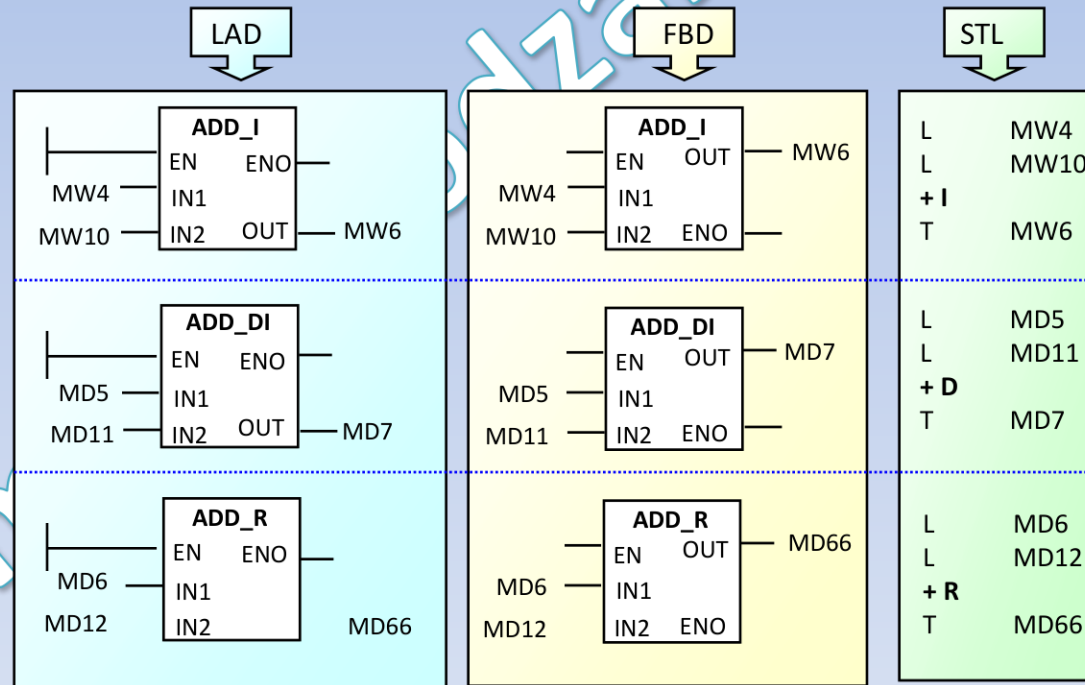 LAD
ADD_I
EN ENO
MW4 IN1
MW10 IN2 OUT MW6
ADD_DI
EN ENO
MD5 IN1
MD11 IN2 OUT MD7
ADD_R
EN ENO
MD6 IN1
MD12 IN2 MD66
FBD
ADD_I
EN OUT MW6
MW4 IN1
MW10 IN2 ENO
ADD_DI
EN OUT MD7
MD5 IN1
MD11 IN2 ENO
ADD_R
EN OUT MD66
MD6 IN1
MD12 IN2 ENO
STL
L MW4
L MW10
+ I
T MW6
L MD5
L MD11
+ D
T MD7
L MD6
L MD12
+ R
T MD66